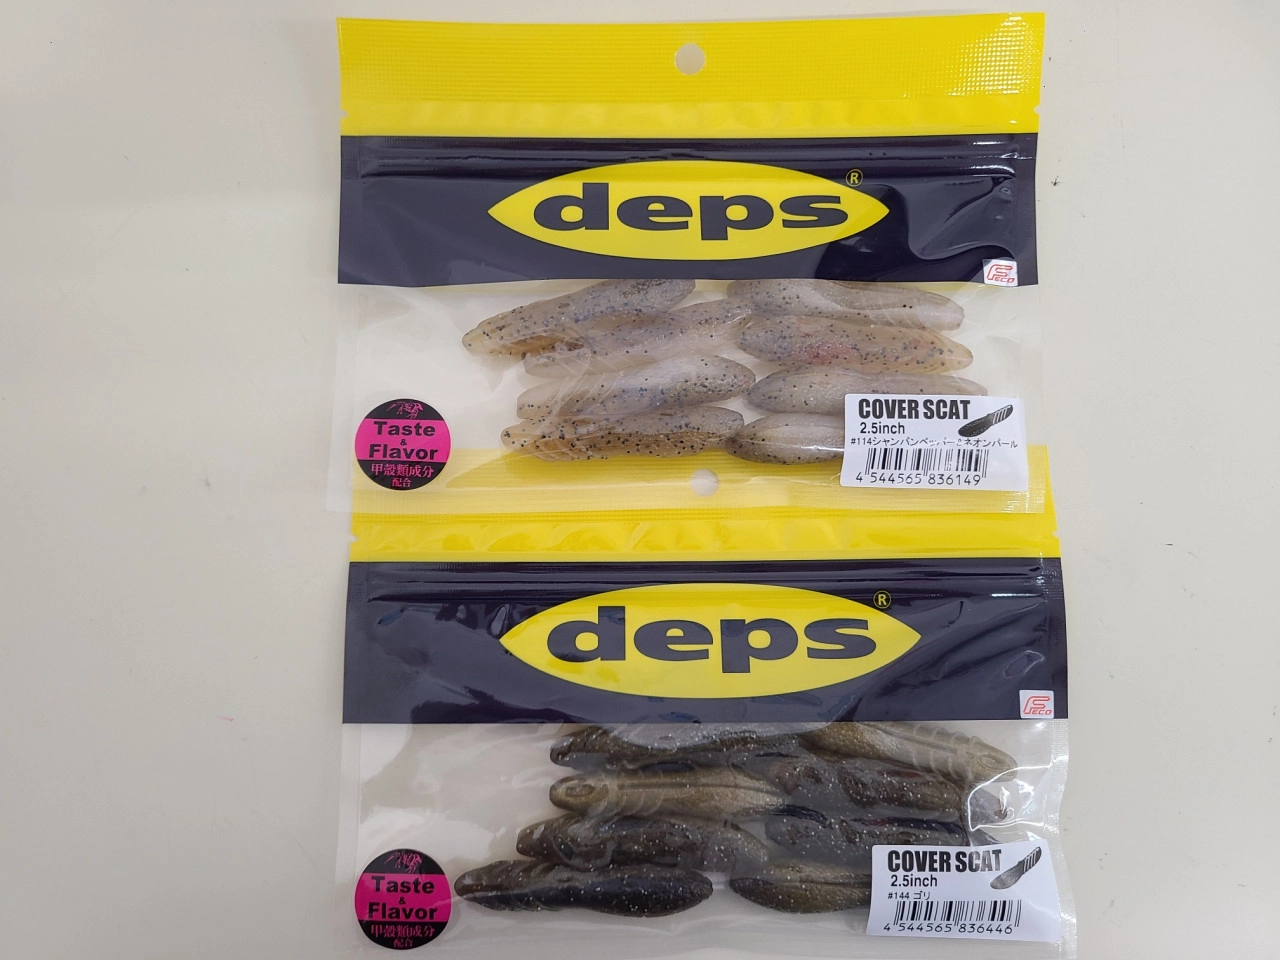 deps®
FECO
Taste
&
Flavor
甲殻類成分
配合
COVER SCAT
2.5inch
#114シャンパンペッパー&ネオンパール
4 544565 836149
deps®
FECO
Taste
&
Flavor
甲殻類成分
配合
COVER SCAT
2.5inch
#144 ゴリ
4 544565 836446